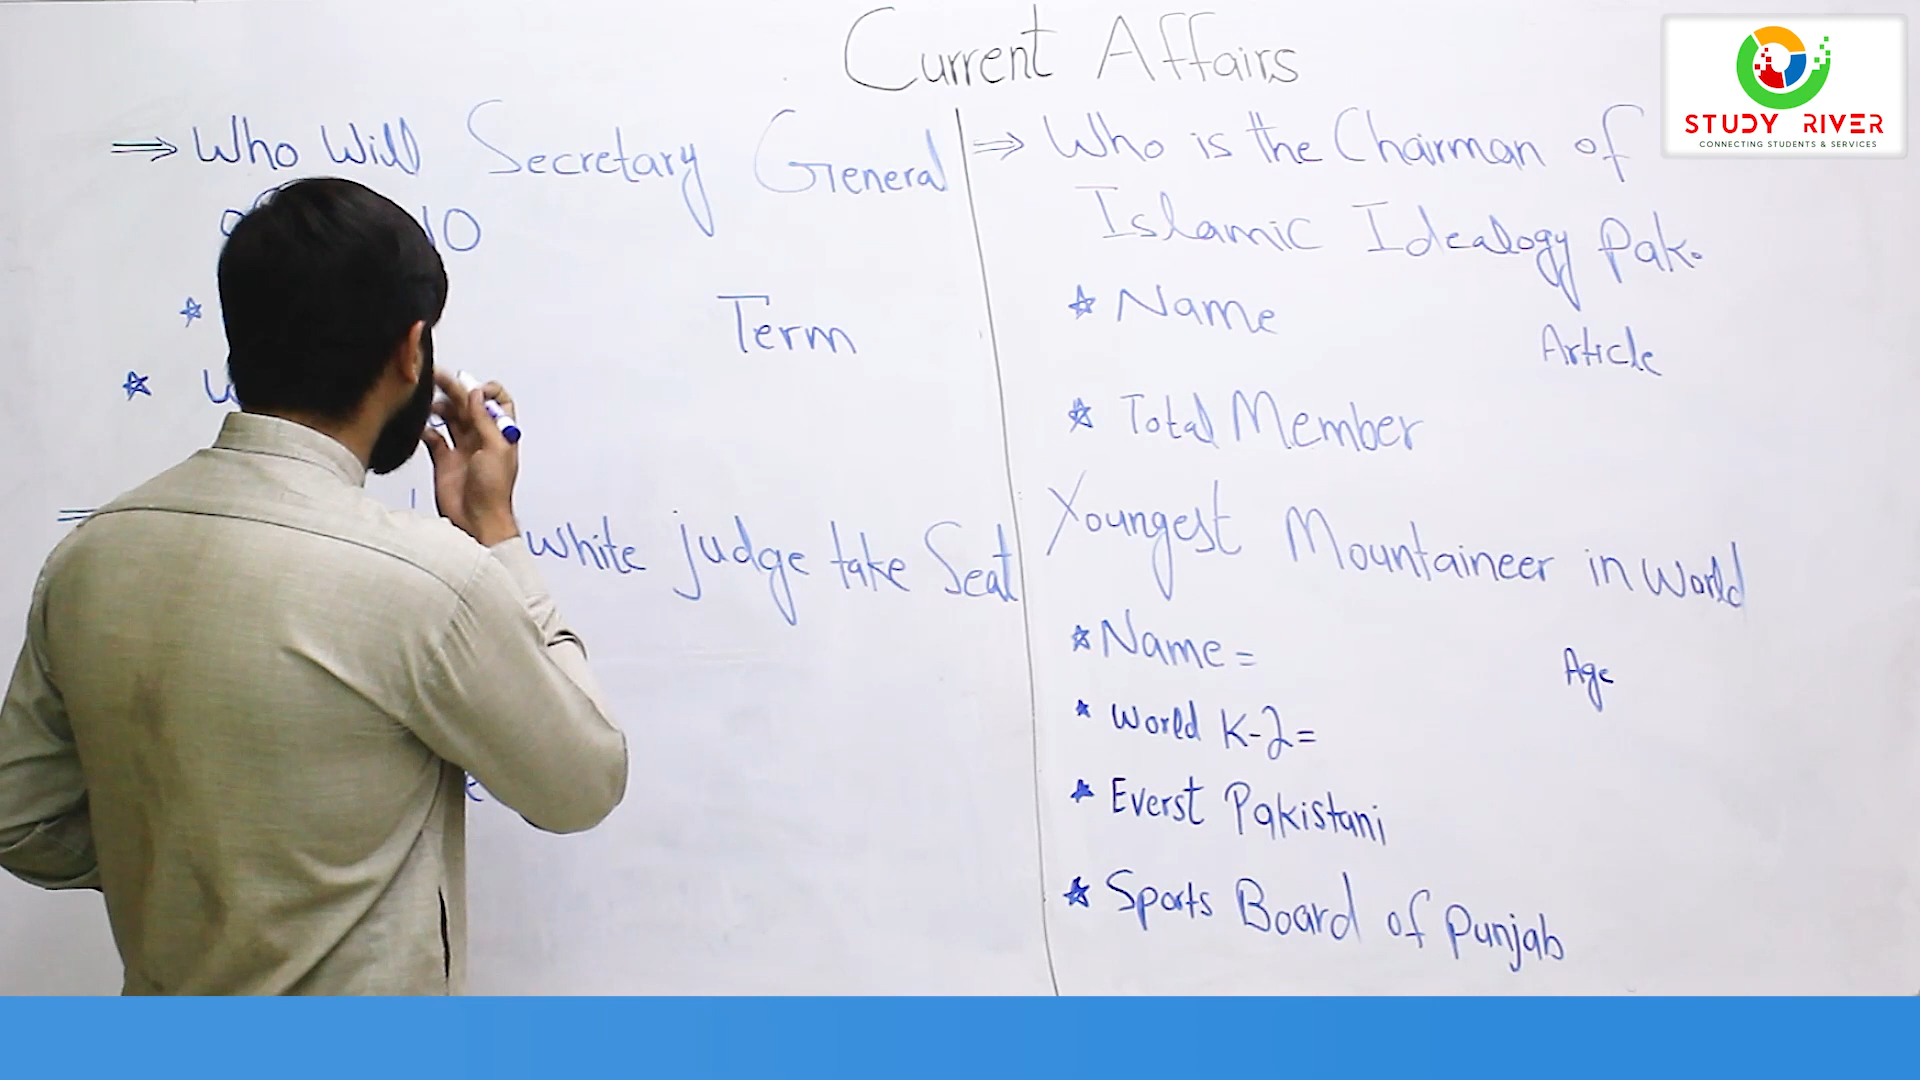 Current Affairs
⇒ Who Will Secretary General
★ Term
★
white judge take Seat
⇒ Who is the Chairman of
Islamic Idealogy Pak.
★ Name
Article
★ Total Member
Youngest Mountaineer in World
★ Name =
Age
★ World K-2 =
★ Everst Pakistani
★ Sports Board of Punjab
STUDY RIVER
CONNECTING STUDENTS & SERVICES